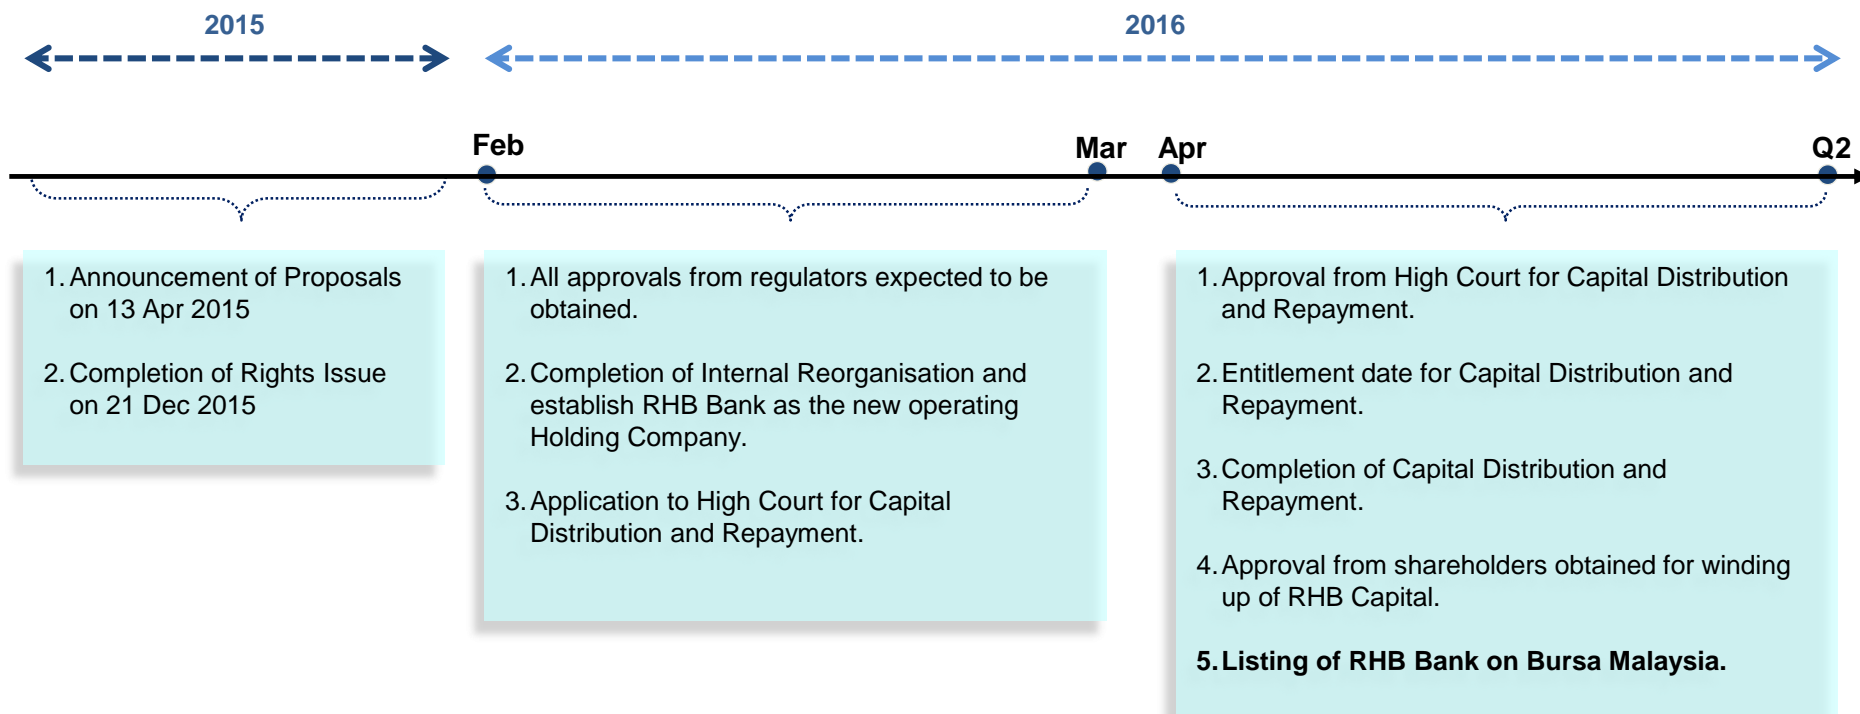 2015
2016
Feb
Mar
Apr
Q2
1. Announcement of Proposals
on 13 Apr 2015
2. Completion of Rights Issue
on 21 Dec 2015
1. All approvals from regulators expected to be
obtained.
2. Completion of Internal Reorganisation and
establish RHB Bank as the new operating
Holding Company.
3. Application to High Court for Capital
Distribution and Repayment.
1. Approval from High Court for Capital Distribution
and Repayment.
2. Entitlement date for Capital Distribution and
Repayment.
3. Completion of Capital Distribution and
Repayment.
4. Approval from shareholders obtained for winding
up of RHB Capital.
5. Listing of RHB Bank on Bursa Malaysia.